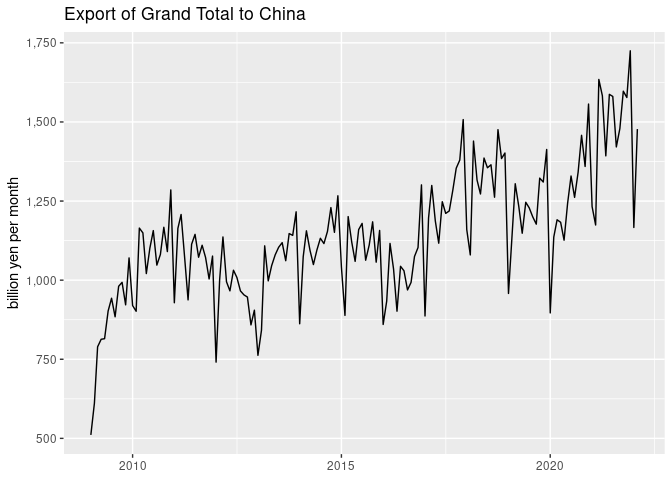 Export of Grand Total to China
1,750
1,500
1,250
1,000
750
500
billion yen per month
2010 2015 2020